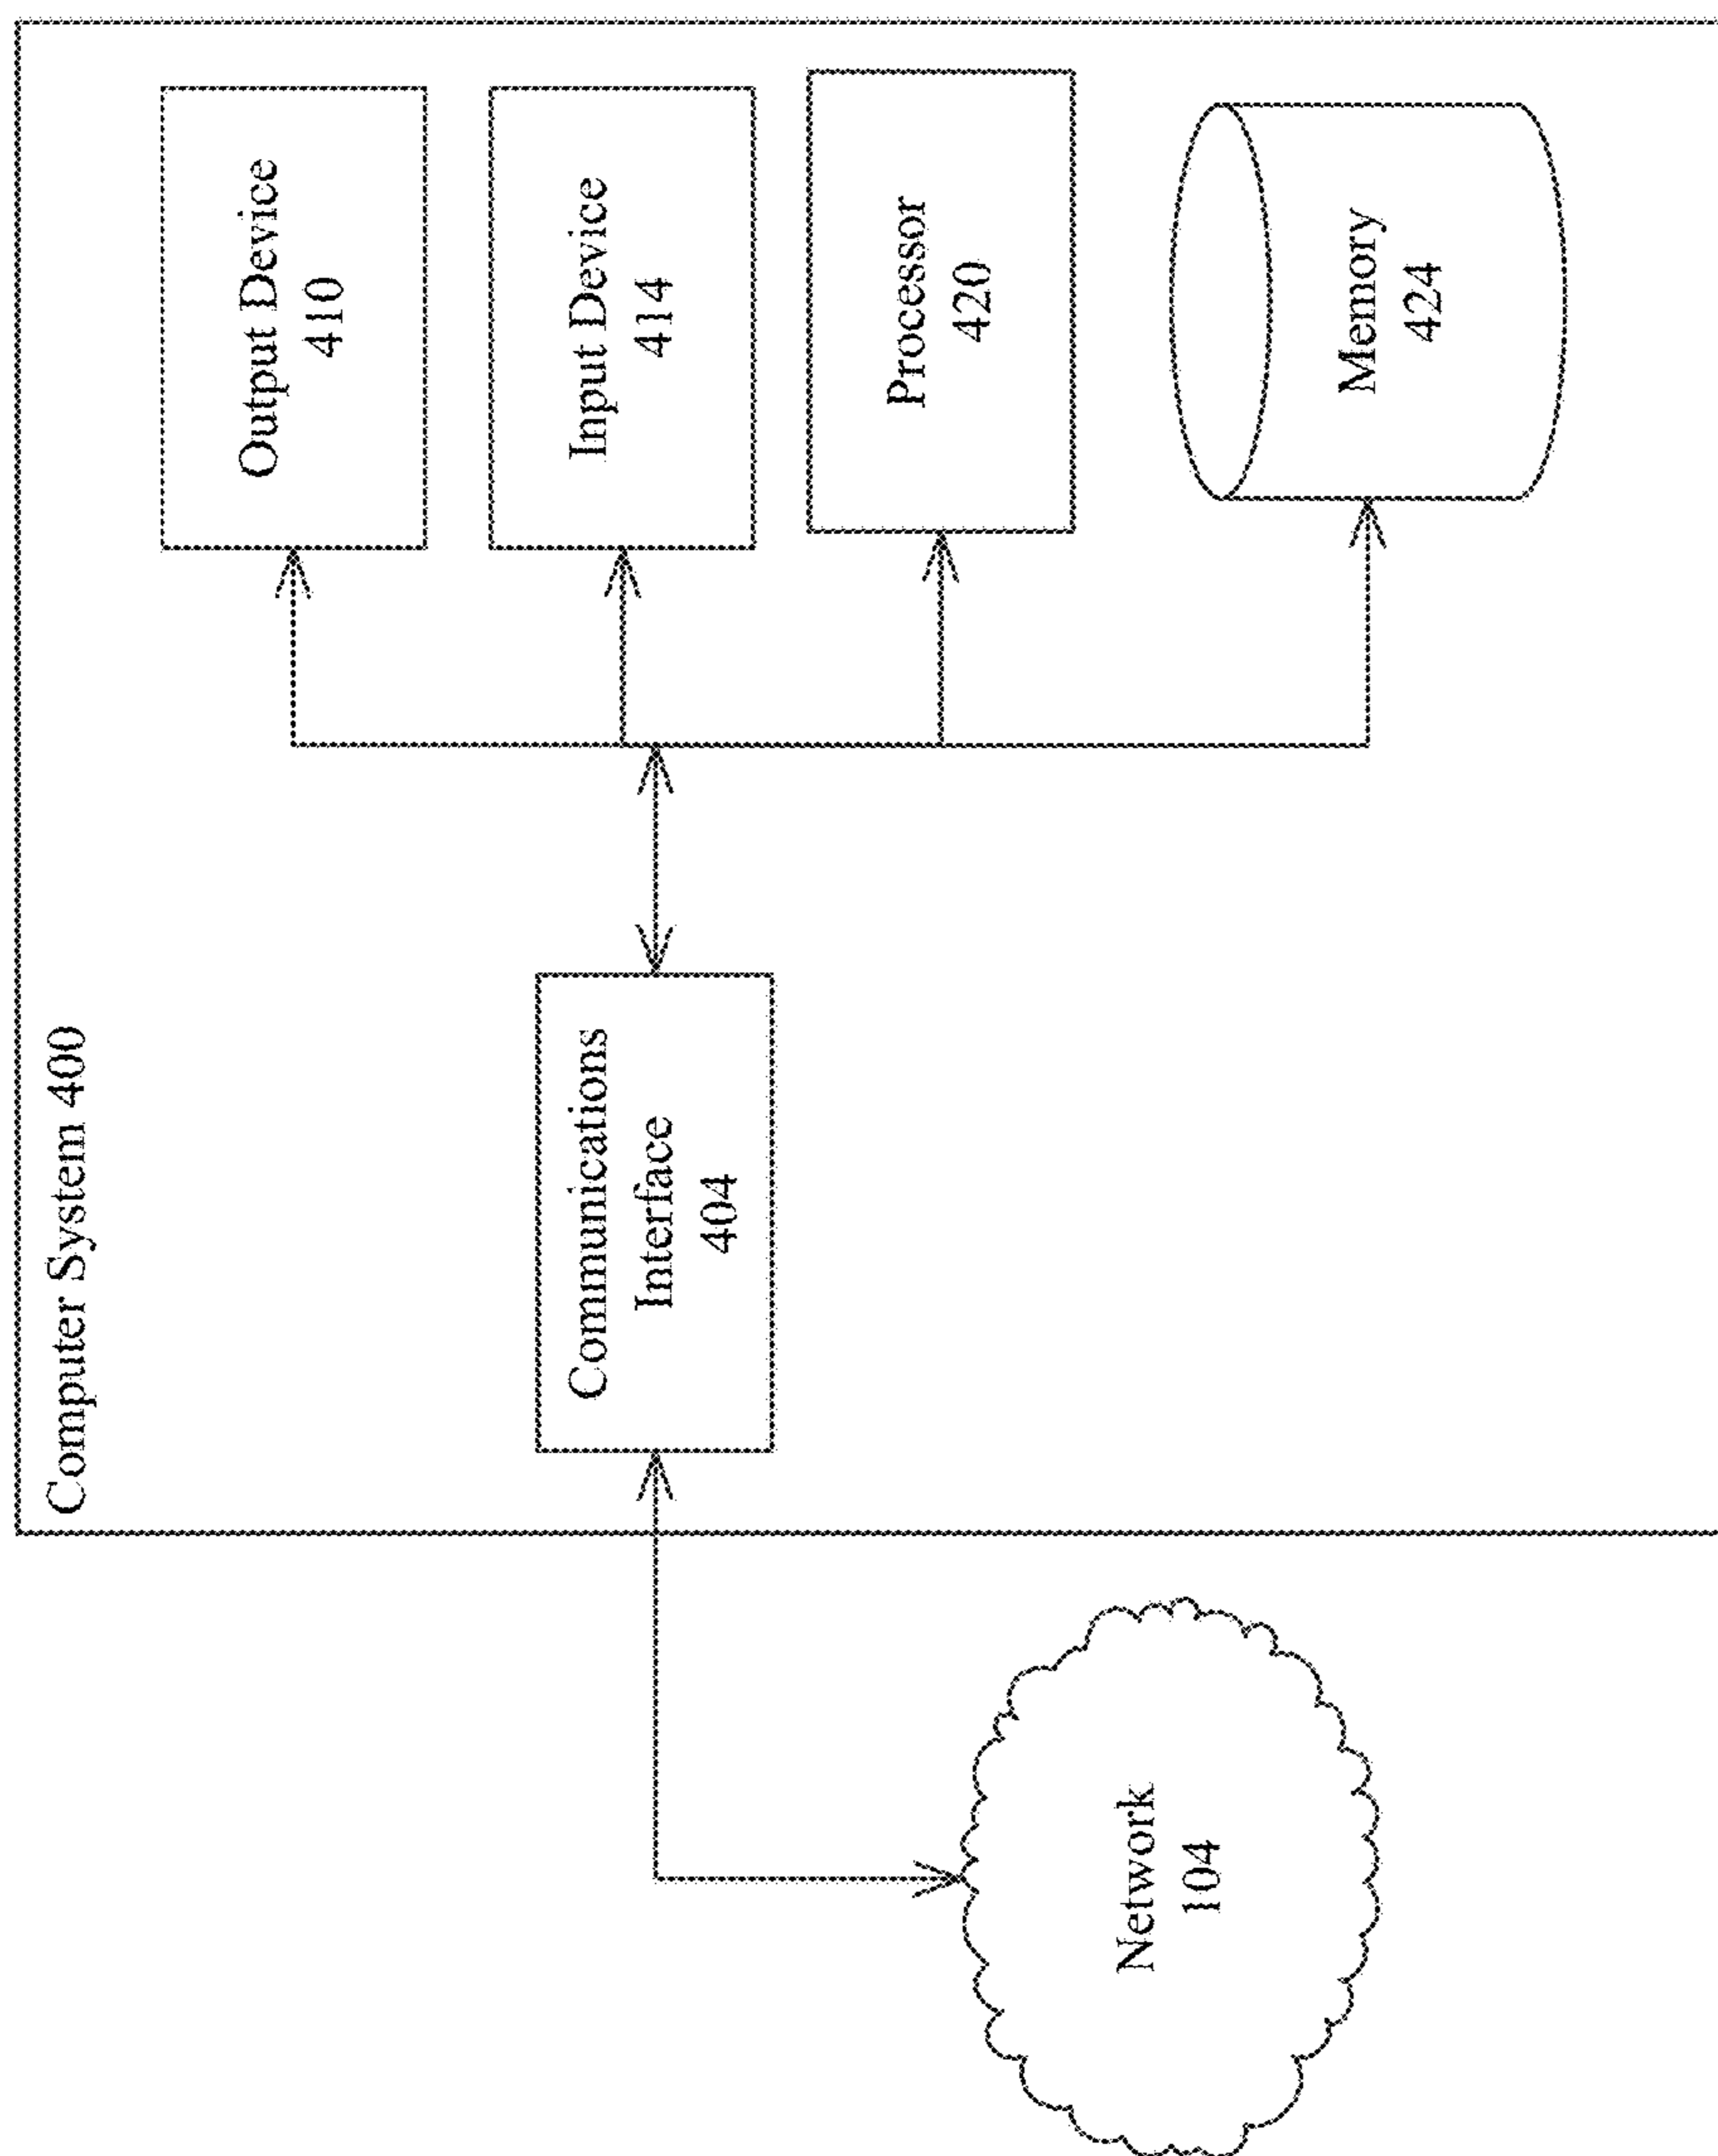 Computer System 400
Output Device
410
Input Device
414
Processor
420
Memory
424
Communications
Interface
404
Network
104